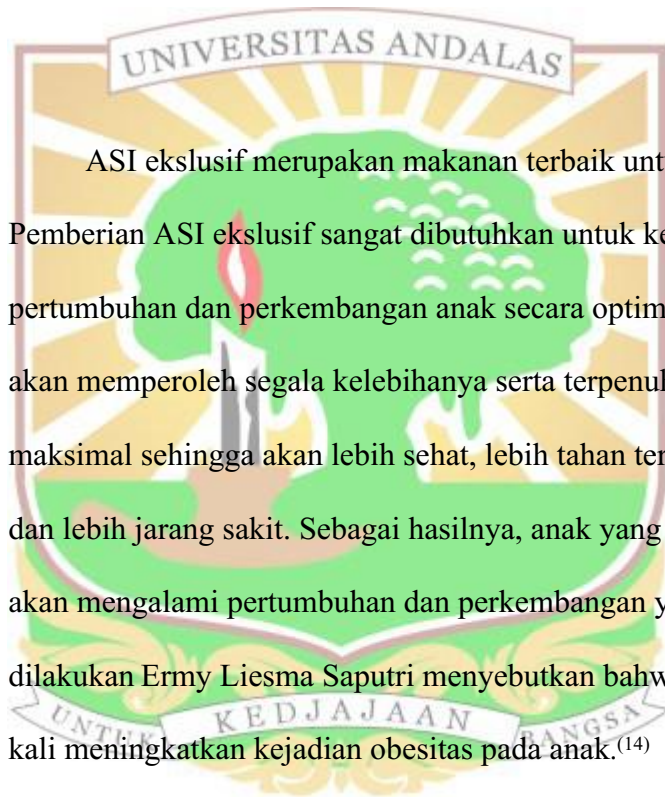 UNIVERSITAS ANDALAS
ASI ekslusif merupakan makanan terbaik unt
Pemberian ASI ekslusif sangat dibutuhkan untuk ke
pertumbuhan dan perkembangan anak secara optim
akan memperoleh segala kelebihanya serta terpenuh
maksimal sehingga akan lebih sehat, lebih tahan ter
dan lebih jarang sakit. Sebagai hasilnya, anak yang
akan mengalami pertumbuhan dan perkembangan y
dilakukan Ermy Liesma Saputri menyebutkan bahw
UNTUK KEDJAJAAN BANGSA
kali meningkatkan kejadian obesitas pada anak.(14)